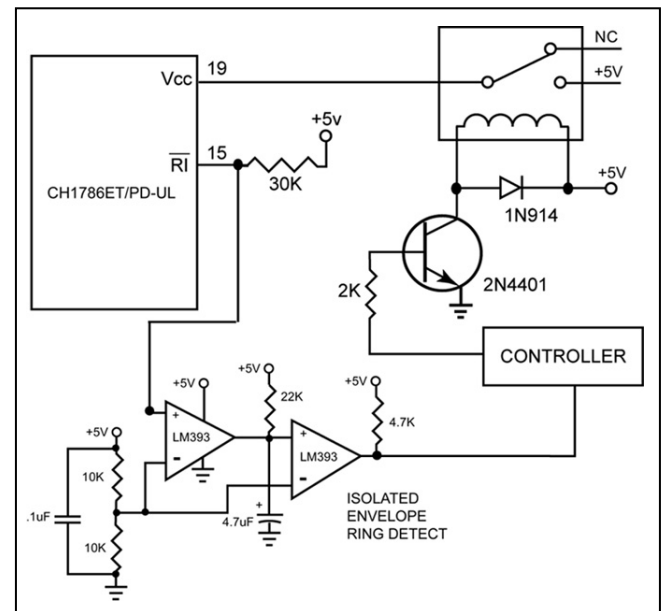 NC
19
Vcc
+5V
+5v
15
RI
30K
CH1786ET/PD-UL
+5V
1N914
2N4401
2K
CONTROLLER
+5V
22K
+5V
4.7K
+
LM393
-
+
LM393
-
+5V
10K
.1uF
10K
+
4.7uF
ISOLATED
ENVELOPE
RING DETECT